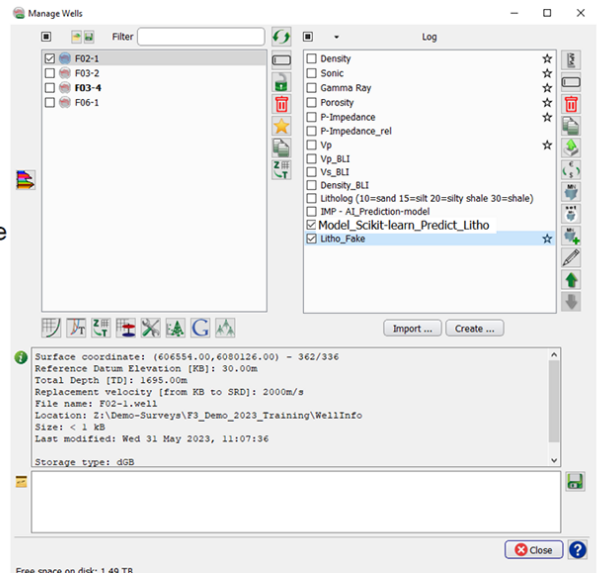 Manage Wells
Filter
Log
F02-1
F03-2
F03-4
F06-1
Density
Sonic
Gamma Ray
Porosity
P-Impedance
P-Impedance_rel
Vp
Vp_BLI
Vs_BLI
Density_BLI
Litholog (10=sand 15=silt 20=silty shale 30=shale)
IMP - AI_Prediction-model
Model_Scikit-learn_Predict_Litho
Litho_Fake
e
Import ...
Create ...
Surface coordinate: (606554.00,6080126.00) - 362/336
Reference Datum Elevation [KB]: 30.00m
Total Depth [TD]: 1695.00m
Replacement velocity [from KB to SRD]: 2000m/s
File name: F02-1.well
Location: Z:\Demo-Surveys\F3_Demo_2023_Training\WellInfo
Size: < 1 kB
Last modified: Wed 31 May 2023, 11:07:36
Storage type: dGB
Close
Free space on disk: 1.49 TB